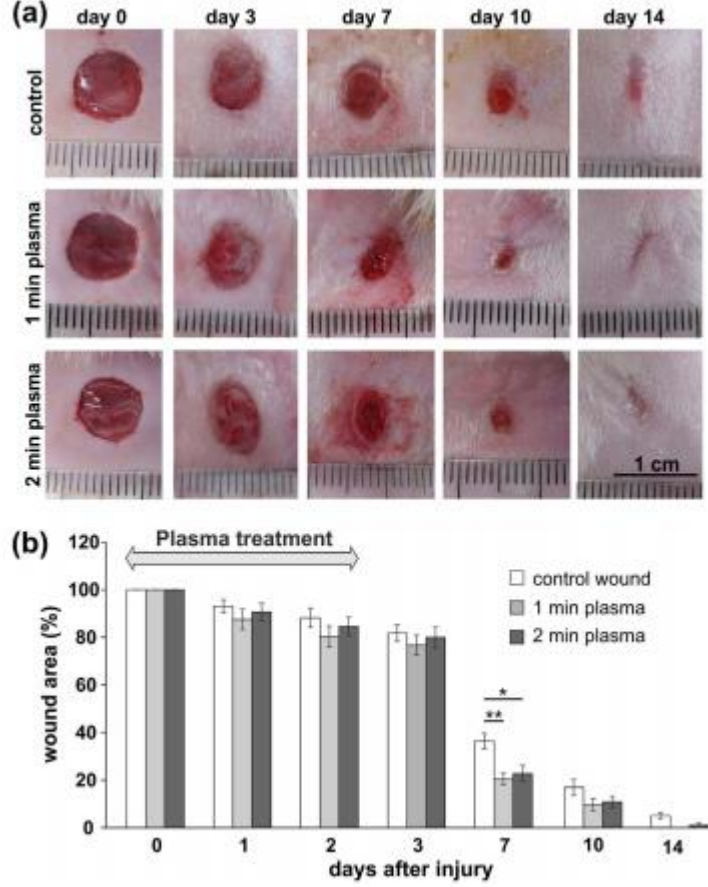 (a) day 0 day 3 day 7 day 10 day 14
control
1 min plasma
2 min plasma
1 cm
(b)
Plasma treatment
control wound
1 min plasma
2 min plasma
wound area (%)
120
100
80
60
40
20
0
*
**
0 1 2 3 7 10 14
days after injury